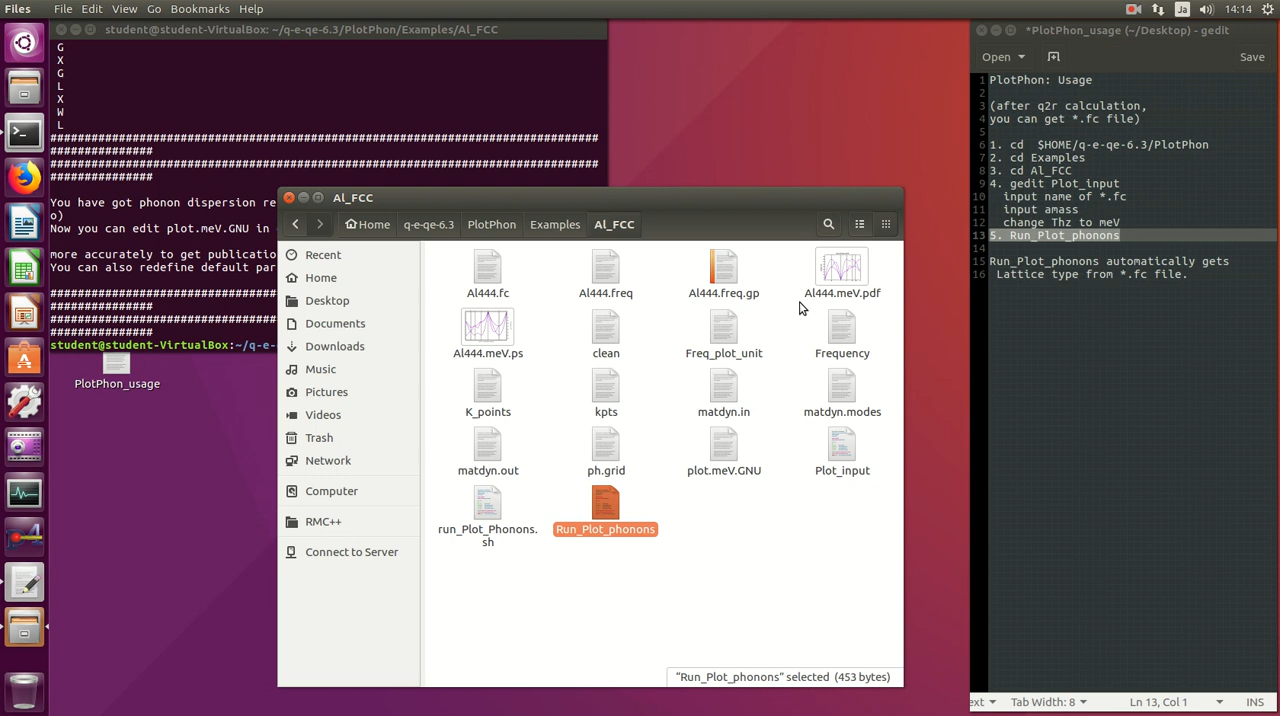 Files File Edit View Go Bookmarks Help Ja 14:14
student@student-VirtualBox: ~/q-e-qe-6.3/PlotPhon/Examples/Al_FCC
G
X
G
L
X
W
L
################################################################################
###############
################################################################################
###############
You have got phonon dispersion
o)
Now you can edit plot.meV.GNU
more accurately to get
You can also redefine default
student@student-VirtualBox:~/q-e-
PlotPhon_usage
Al_FCC
Home q-e-qe- PlotPhon Al_FCC
Recent
Home
Desktop
Documents
Downloads
Music
Pictures
Videos
Trash
Network
Computer
RMC++
Connect to Server
Al444.fc Al444.freq Al444.freq.gp Al444.meV.pdf
Al444.meV.ps clean Freq_plot_unit Frequency
K_points kpts matdyn.in matdyn.modes
matdyn.out ph.grid plot.meV.GNU Plot_input
run_Plot_Phonons.
sh
Run_Plot_phonons
"Run_Plot_phonons" selected (453 bytes)
*PlotPhon_usage (~/Desktop) - gedit
Open Save
1 PlotPhon: Usage
2
3 (after q2r calculation,
4 you can get *.fc file)
5
6 1. cd $HOME/q-e-qe-6.3/PlotPhon
7 2. cd Examples
8 3. cd Al_FCC
9 4. gedit Plot_input
10 input name of *.fc
11 input amass
12 change Thz to meV
13 5. Run_Plot_phonons
14
15 Run_Plot_phonons automatically gets
16 Lattice type from *.fc file.
Tab Width: 8 Ln 13, Col 1 INS